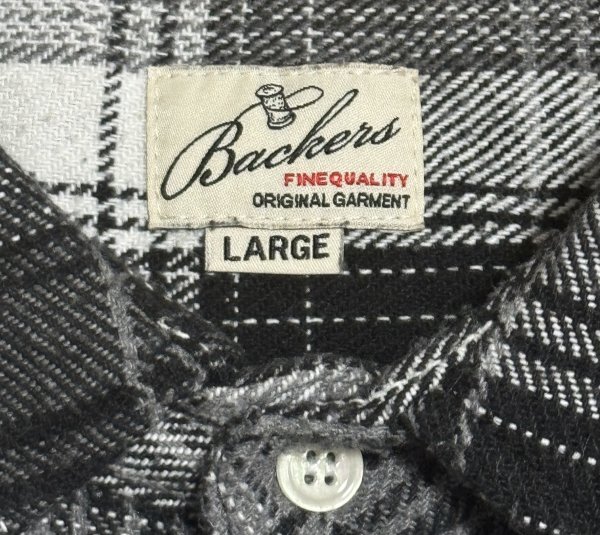 Backers
FINEQUALITY
ORIGINAL GARMENT
LARGE